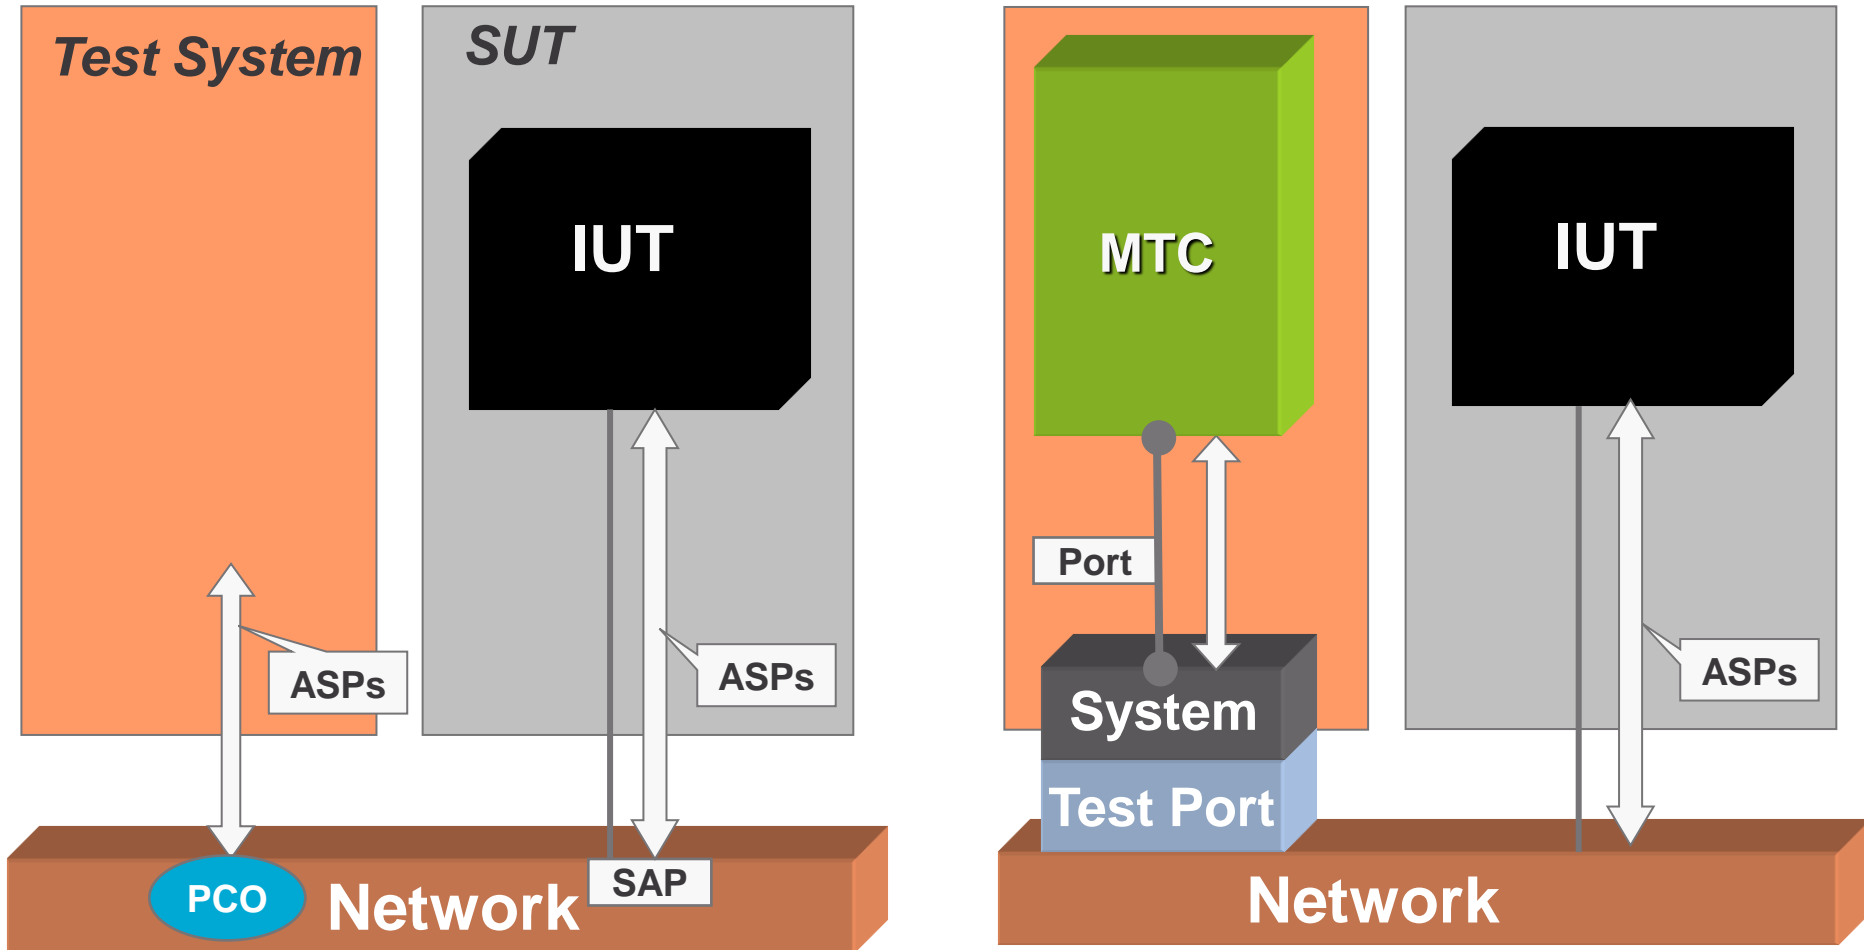 Test System
SUT
IUT
ASPs
ASPs
PCO
Network
SAP
MTC
IUT
Port
ASPs
System
Test Port
Network